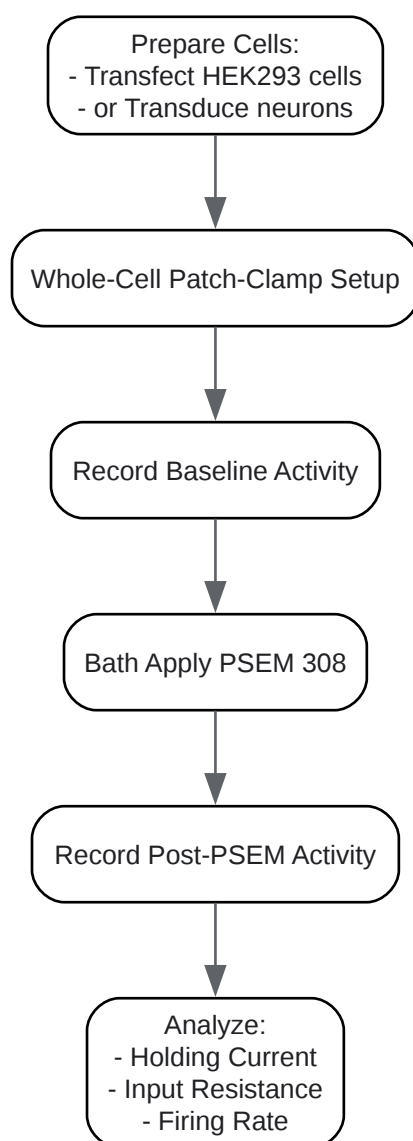 Prepare Cells:
- Transfect HEK293 cells
- or Transduce neurons
Whole-Cell Patch-Clamp Setup
Record Baseline Activity
Bath Apply PSEM 308
Record Post-PSEM Activity
Analyze:
- Holding Current
- Input Resistance
- Firing Rate